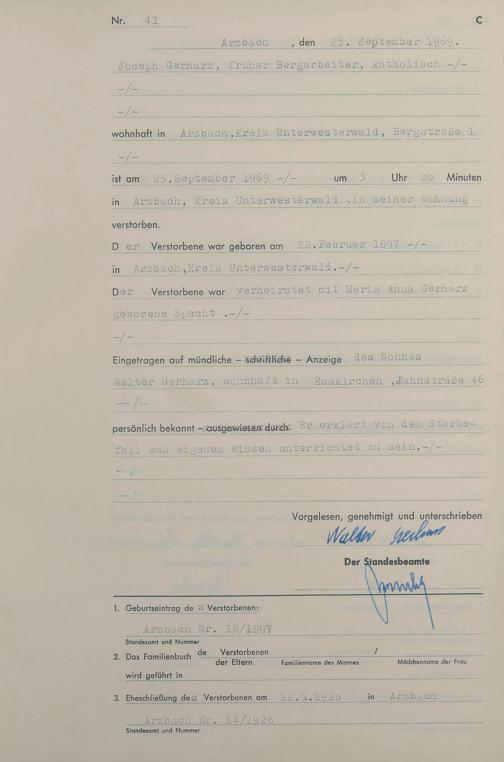 Nr. 41 C
Arzbach , den 25. September 1969.
Joseph Gerharz, früher Bergarbeiter, katholisch -/-
-/-
-/-
wohnhaft in Arzbach,Kreis Unterwesterwald, Bergstraße 1
-/-
ist am 25.September 1969 -/- um 5 Uhr 00 Minuten
in Arzbach, Kreis Unterwesterwald ,in seiner Wohnung
verstorben.
D er Verstorbene war geboren am 22.Februar 1897 -/-
in Arzbach,Kreis Unterwesterwald.-/-
Der Verstorbene war verheiratet mit Maria Anna Gerharz
geborene Specht .-/-
-/-
Eingetragen auf mündliche – schriftliche – Anzeige des Sohnes
Walter Gerharz, wohnhaft in Euskirchen ,Jahnstraße 46
-/-
persönlich bekannt – ausgewiesen durch Er erklärt von dem Sterbe=
fall aus eigenem Wissen unterrichtet zu sein.-/-
-/-
-/-
Vorgelesen, genehmigt und unterschrieben
Walter Gerharz
Der Standesbeamte
1. Geburtseintrag de s Verstorbenen:
Arzbach Nr. 18/1897
Standesamt und Nummer
2. Das Familienbuch de Verstorbenen /
der Eltern Familienname des Mannes Mädchenname der Frau
wird geführt in
3. Eheschließung des Verstorbenen am 12.5.1920 in Arzbach
Arzbach Nr. 14/1920
Standesamt und Nummer